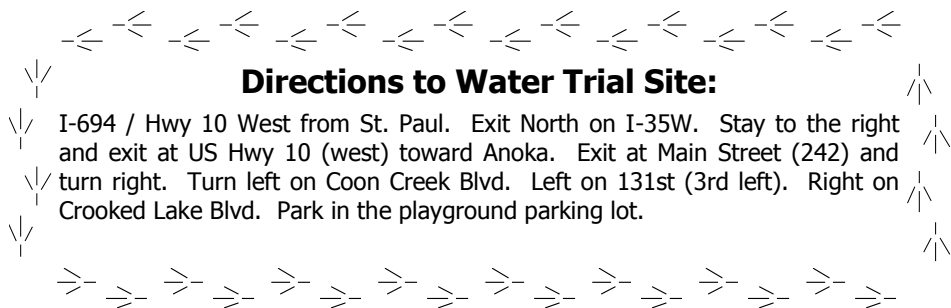 Directions to Water Trial Site:
I-694 / Hwy 10 West from St. Paul. Exit North on I-35W. Stay to the right
and exit at US Hwy 10 (west) toward Anoka. Exit at Main Street (242) and
turn right. Turn left on Coon Creek Blvd. Left on 131st (3rd left). Right on
Crooked Lake Blvd. Park in the playground parking lot.